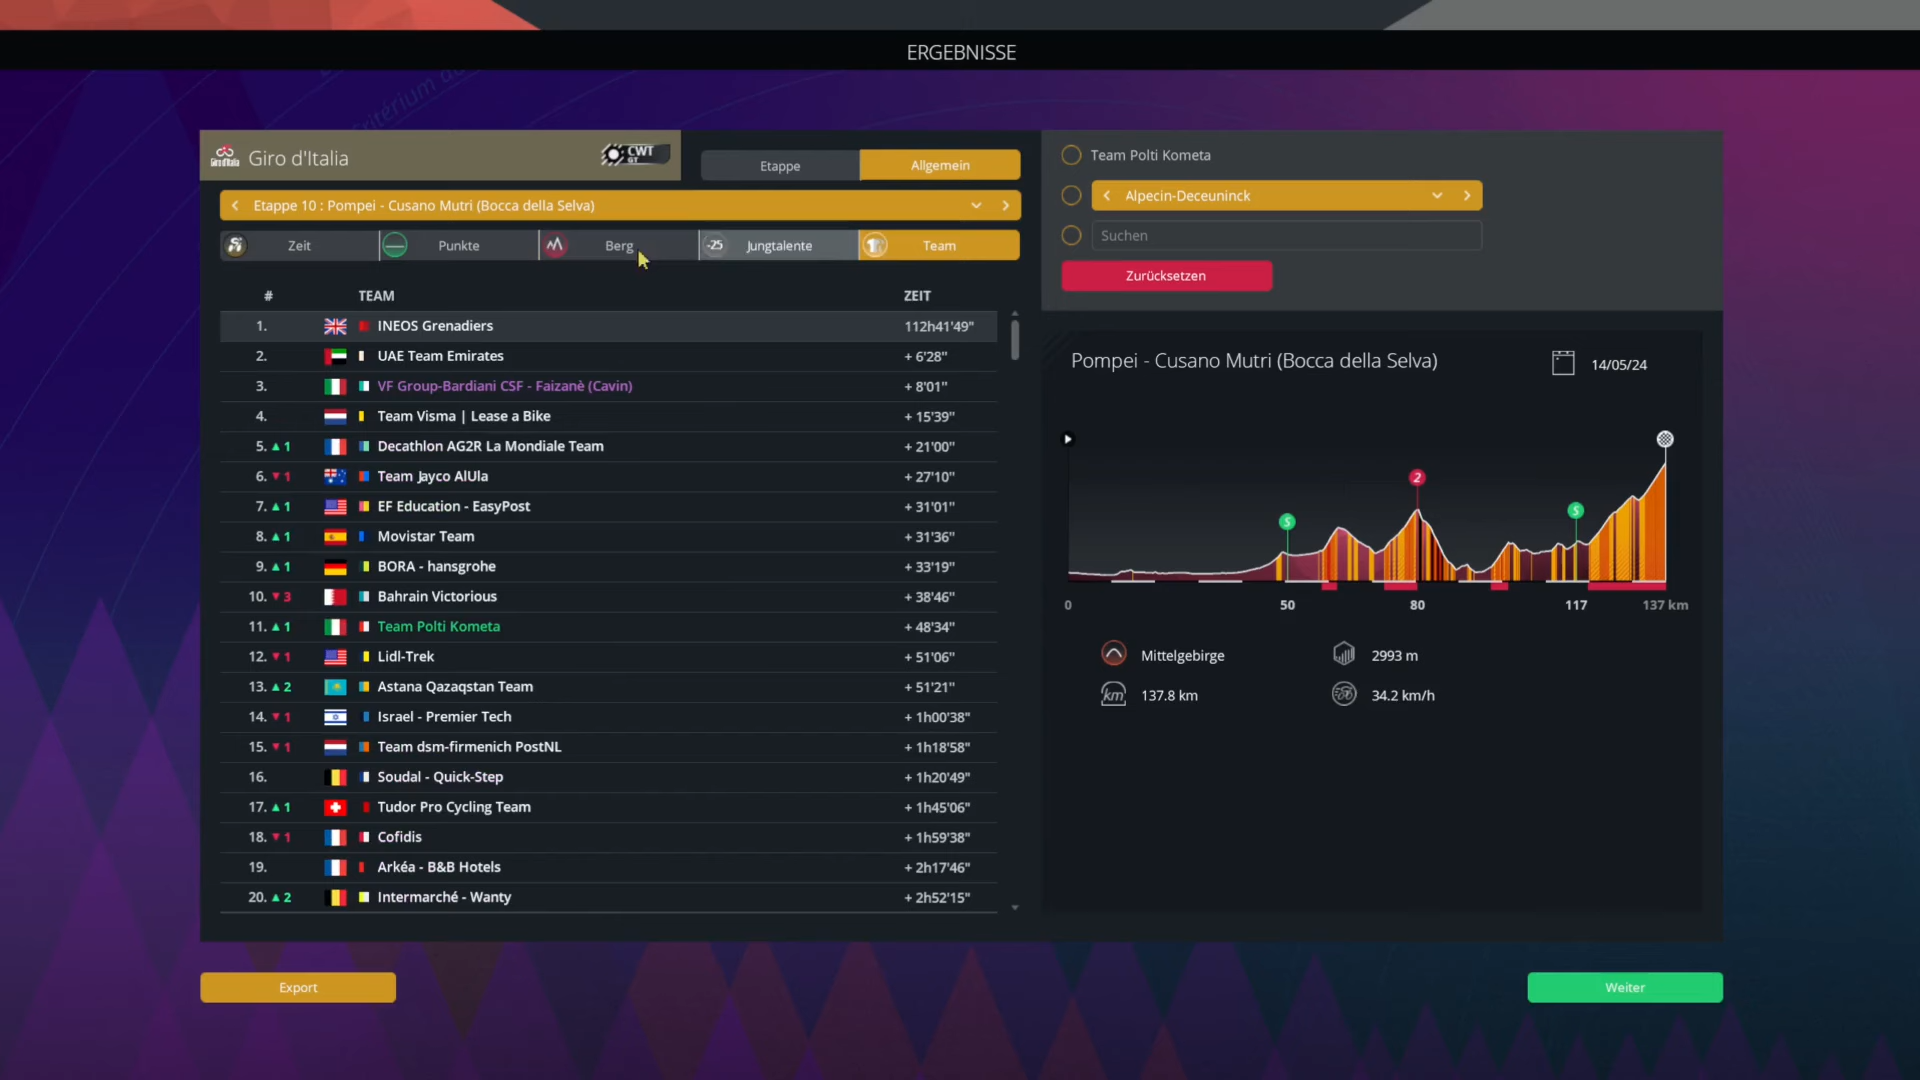 ERGEBNISSE
Giro d'Italia
CWT
GT
Etappe
Allgemein
Etappe 10 : Pompei - Cusano Mutri (Bocca della Selva)
Zeit
Punkte
Berg
-25
Jungtalente
Team
# TEAM ZEIT
1. INEOS Grenadiers 112h41'49"
2. UAE Team Emirates + 6'28"
3. VF Group-Bardiani CSF - Faizanè (Cavin) + 8'01"
4. Team Visma | Lease a Bike + 15'39"
5. ▲ 1 Decathlon AG2R La Mondiale Team + 21'00"
6. ▼ 1 Team Jayco AlUla + 27'10"
7. ▲ 1 EF Education - EasyPost + 31'01"
8. ▲ 1 Movistar Team + 31'36"
9. ▲ 1 BORA - hansgrohe + 33'19"
10. ▼ 3 Bahrain Victorious + 38'46"
11. ▲ 1 Team Polti Kometa + 48'34"
12. ▼ 1 Lidl-Trek + 51'06"
13. ▲ 2 Astana Qazaqstan Team + 51'21"
14. ▼ 1 Israel - Premier Tech + 1h00'38"
15. ▼ 1 Team dsm-firmenich PostNL + 1h18'58"
16. Soudal - Quick-Step + 1h20'49"
17. ▲ 1 Tudor Pro Cycling Team + 1h45'06"
18. ▼ 1 Cofidis + 1h59'38"
19. Arkéa - B&B Hotels + 2h17'46"
20. ▲ 2 Intermarché - Wanty + 2h52'15"
Team Polti Kometa
Alpecin-Deceuninck
Suchen
Zurücksetzen
Pompei - Cusano Mutri (Bocca della Selva)
14/05/24
S
2
S
0 50 80 117 137 km
Mittelgebirge
2993 m
km
137.8 km
34.2 km/h
Export
Weiter